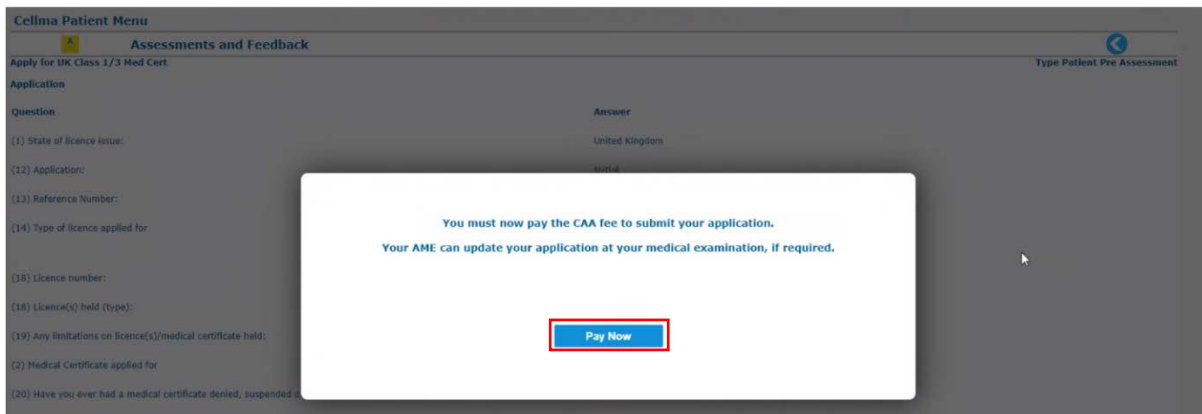 Cellma Patient Menu
A Assessments and Feedback
Apply for UK Class 1/3 Med Cert Type Patient Pre Assessment
Application
Question Answer
(1) State of licence issue: United Kingdom
(12) Application: Initial
(13) Reference Number:
(14) Type of licence applied for
(18) Licence number:
(18) Licence(s) held (type):
(19) Any limitations on licence(s)/medical certificate held:
(2) Medical Certificate applied for
(20) Have you ever had a medical certificate denied, suspended
You must now pay the CAA fee to submit your application.
Your AME can update your application at your medical examination, if required.
Pay Now